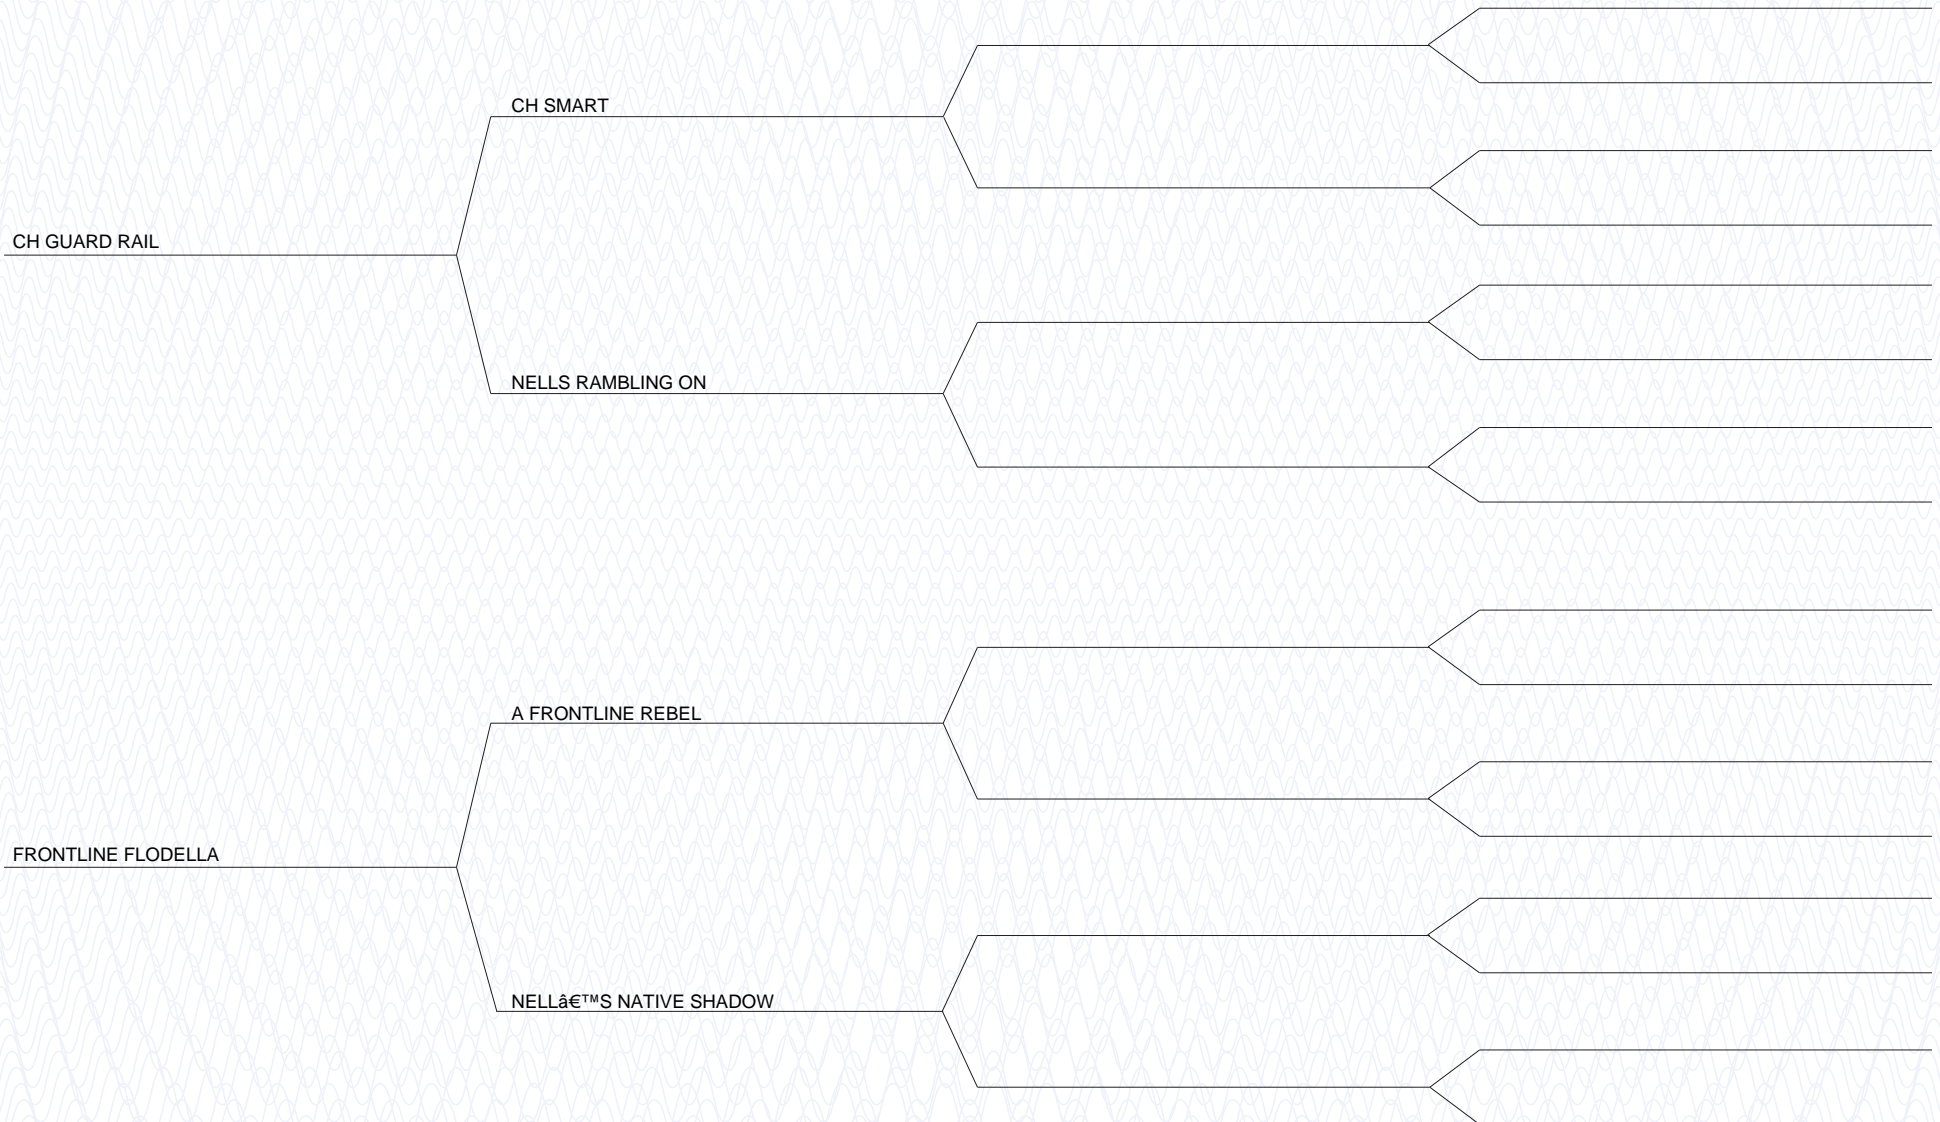 CH SMART
CH GUARD RAIL
NELLS RAMBLING ON
A FRONTLINE REBEL
FRONTLINE FLODELLA
NELLâ€™S NATIVE SHADOW